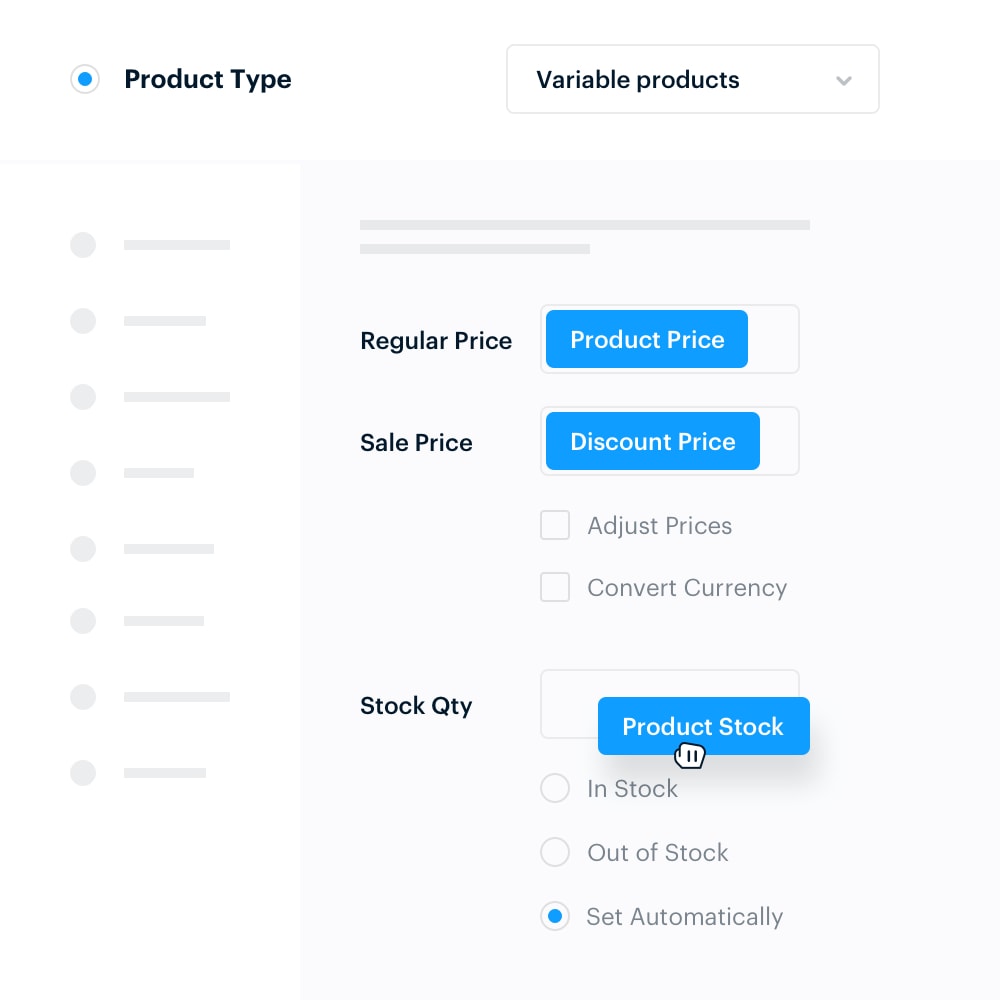 Product Type
Variable products
Regular Price
Product Price
Sale Price
Discount Price
Adjust Prices
Convert Currency
Stock Qty
Product Stock
In Stock
Out of Stock
Set Automatically